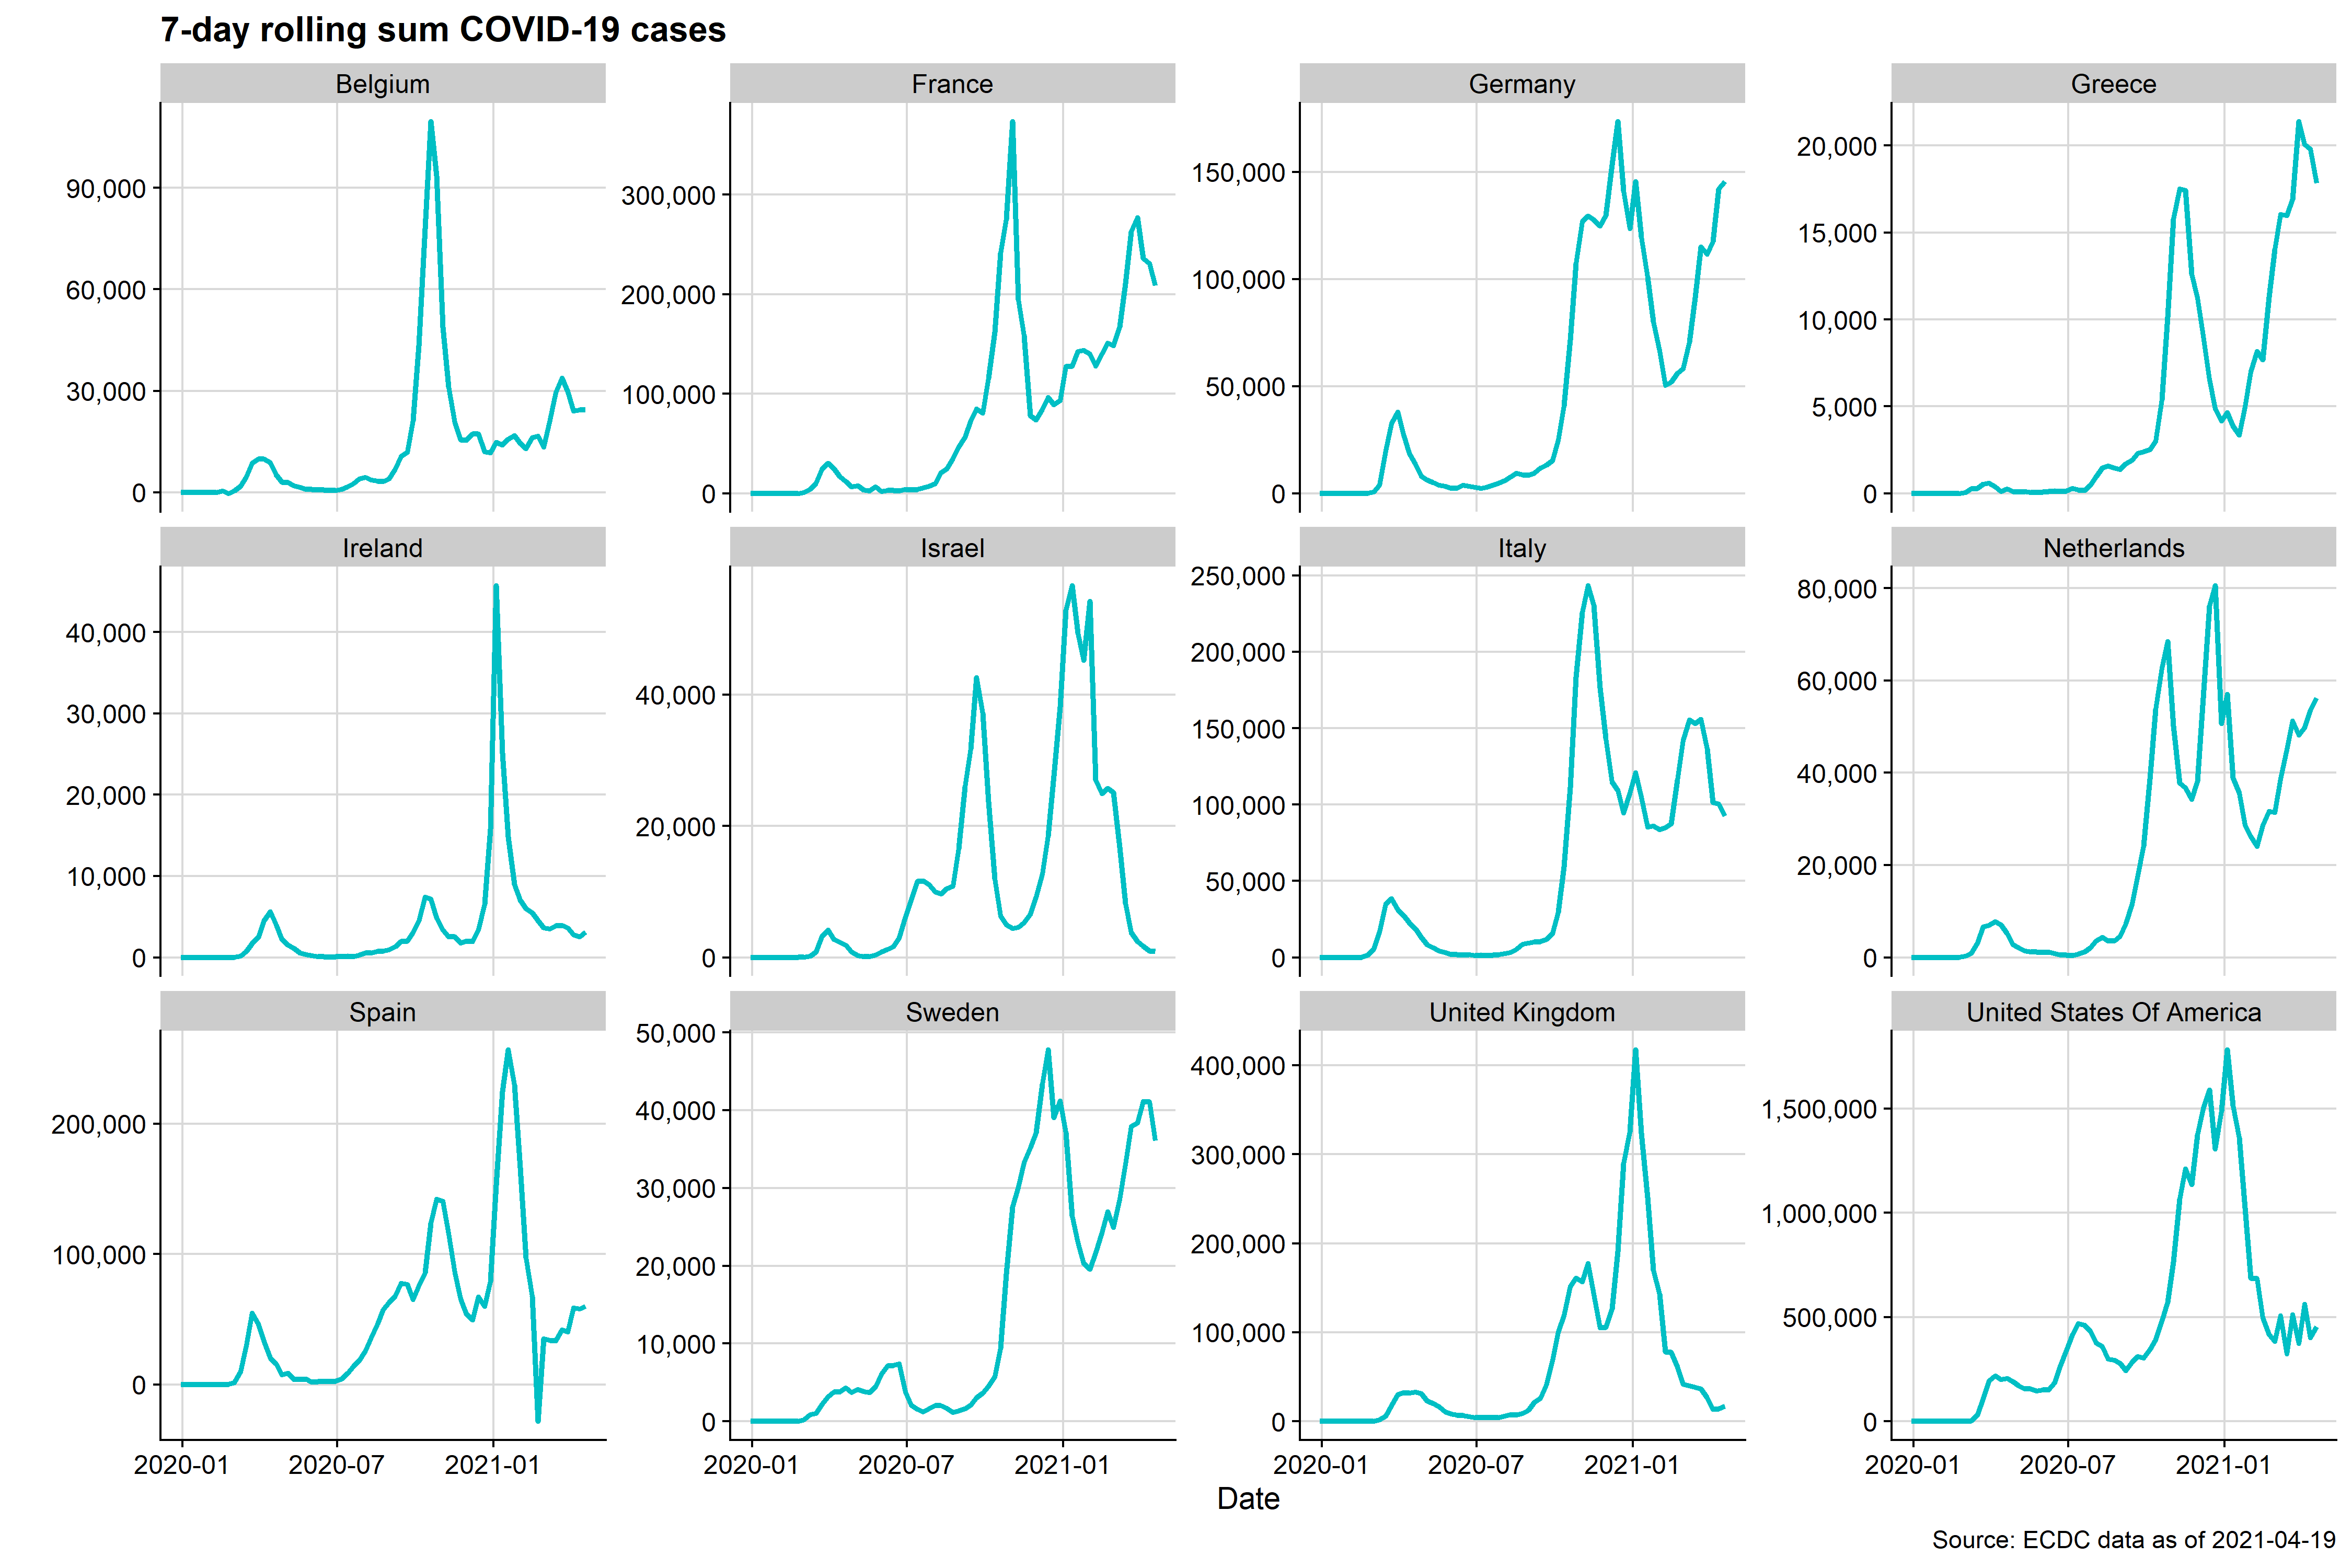 7-day rolling sum COVID-19 cases
Belgium
France
Germany
Greece
90,000
60,000
30,000
0
300,000
200,000
100,000
0
150,000
100,000
50,000
0
20,000
15,000
10,000
5,000
0
Ireland
Israel
Italy
Netherlands
40,000
30,000
20,000
10,000
0
40,000
20,000
0
250,000
200,000
150,000
100,000
50,000
0
80,000
60,000
40,000
20,000
0
Spain
Sweden
United Kingdom
United States Of America
200,000
100,000
0
50,000
40,000
30,000
20,000
10,000
0
400,000
300,000
200,000
100,000
0
1,500,000
1,000,000
500,000
0
2020-01 2020-07 2021-01
2020-01 2020-07 2021-01
2020-01 2020-07 2021-01
2020-01 2020-07 2021-01
Date
Source: ECDC data as of 2021-04-19